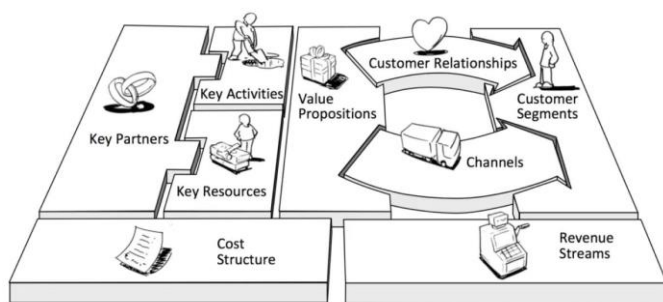 Key Partners
Key Activities
Key Resources
Value
Propositions
Customer Relationships
Channels
Customer
Segments
Cost
Structure
Revenue
Streams